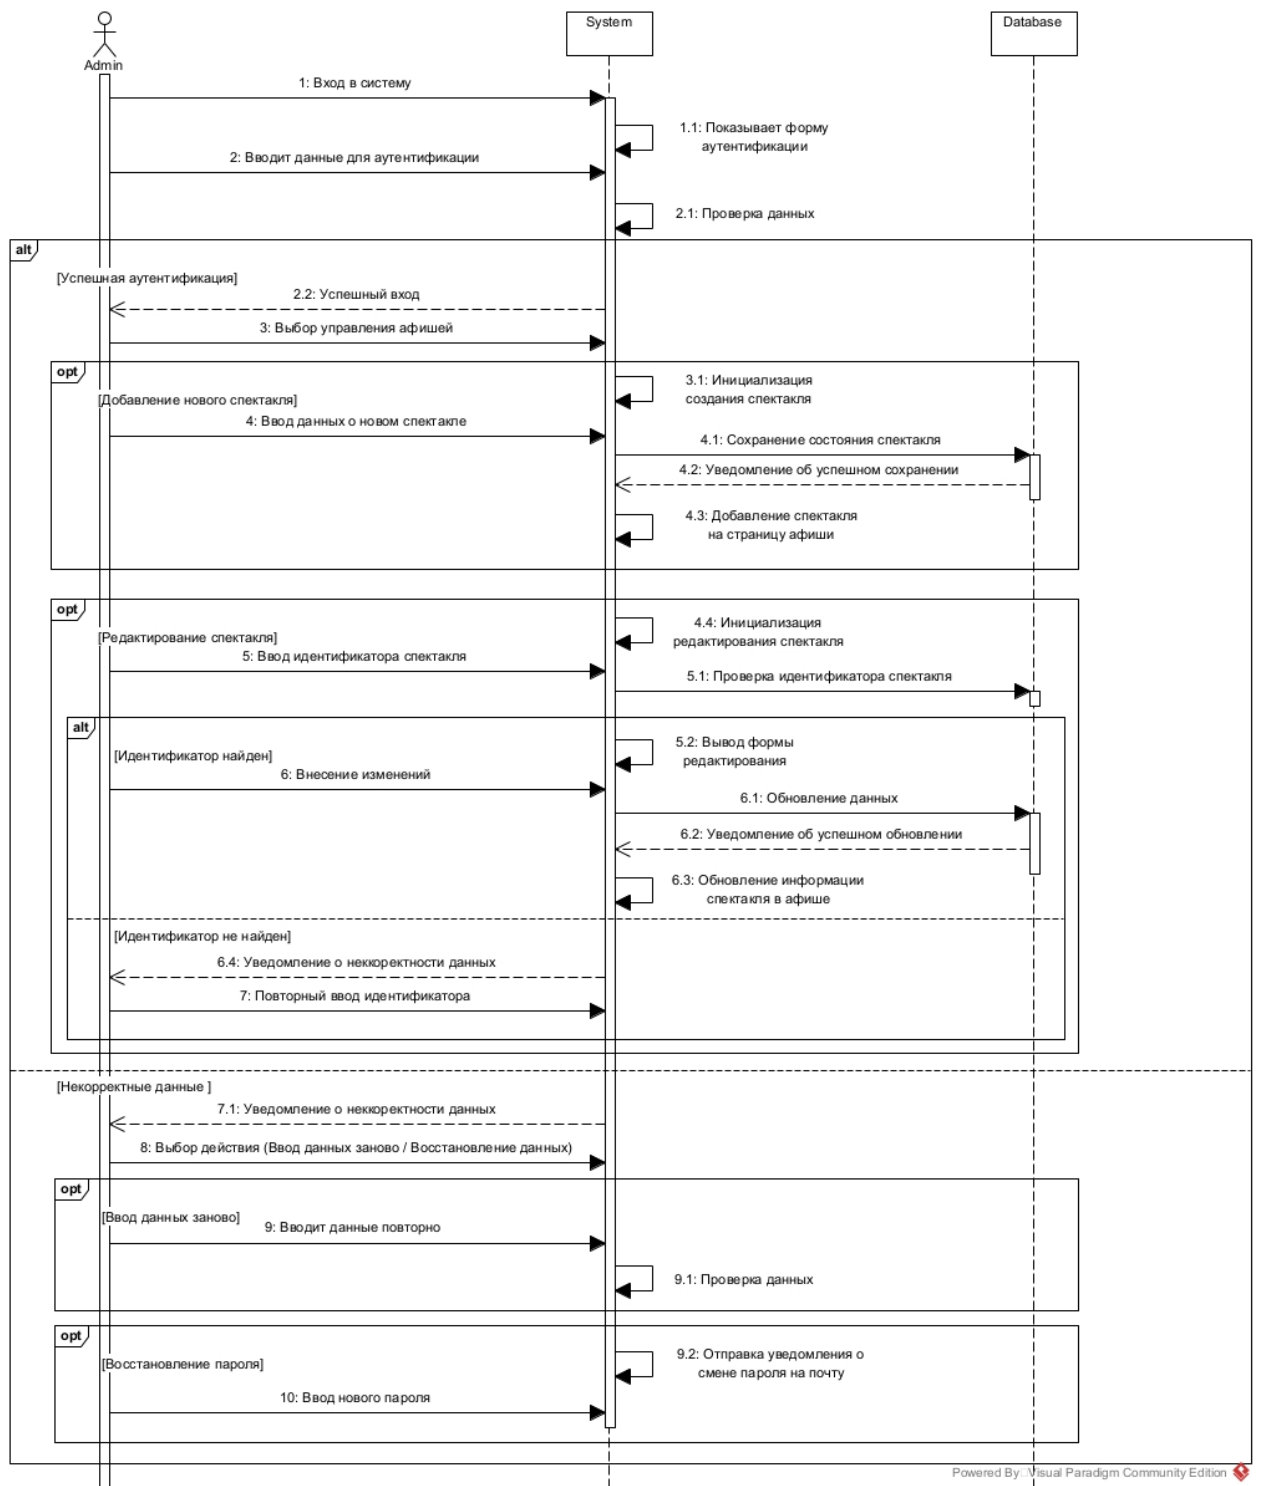 System
Database
Admin
1: Вход в систему
1.1: Показывает форму
аутентификации
2: Вводит данные для аутентификации
2.1: Проверка данных
alt
[Успешная аутентификация]
2.2: Успешный вход
3: Выбор управления афишей
opt
3.1: Инициализация
создания спектакля
[Добавление нового спектакля]
4: Ввод данных о новом спектакле
4.1: Сохранение состояния спектакля
4.2: Уведомление об успешном сохранении
4.3: Добавление спектакля
на страницу афиши
opt
4.4: Инициализация
редактирования спектакля
[Редактирование спектакля]
5: Ввод идентификатора спектакля
5.1: Проверка идентификатора спектакля
alt
5.2: Вывод формы
редактирования
[Идентификатор найден]
6: Внесение изменений
6.1: Обновление данных
6.2: Уведомление об успешном обновлении
6.3: Обновление информации
спектакля в афише
[Идентификатор не найден]
6.4: Уведомление о неккоректности данных
7: Повторный ввод идентификатора
[Некорректные данные ]
7.1: Уведомление о неккоректности данных
8: Выбор действия (Ввод данных заново / Восстановление данных)
opt
[Ввод данных заново]
9: Вводит данные повторно
9.1: Проверка данных
opt
9.2: Отправка уведомления о
смене пароля на почту
[Восстановление пароля]
10: Ввод нового пароля
Powered By Visual Paradigm Community Edition